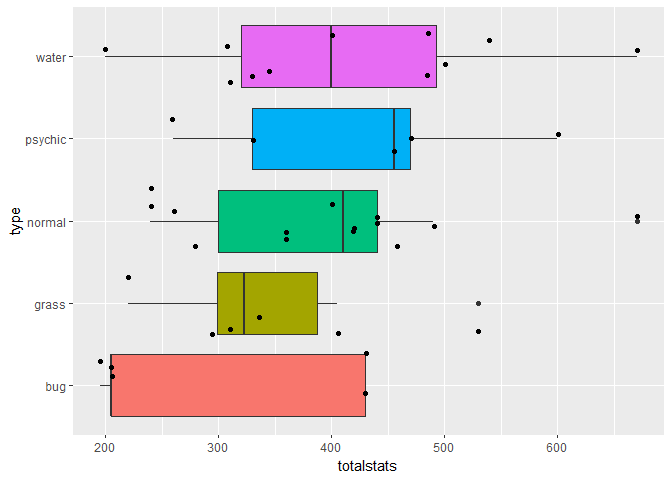 water
psychic
normal
grass
bug
type
200 300 400 500 600
totalstats